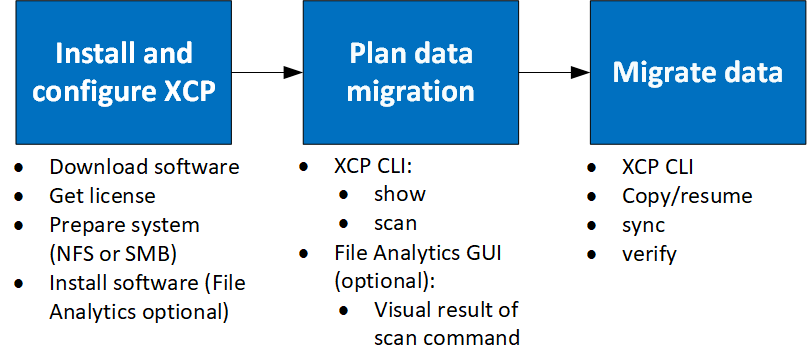 Install and
configure XCP
• Download software
• Get license
• Prepare system
(NFS or SMB)
• Install software (File
Analytics optional)
Plan data
migration
• XCP CLI:
• show
• scan
• File Analytics GUI
(optional):
• Visual result of
scan command
Migrate data
• XCP CLI
• Copy/resume
• sync
• verify